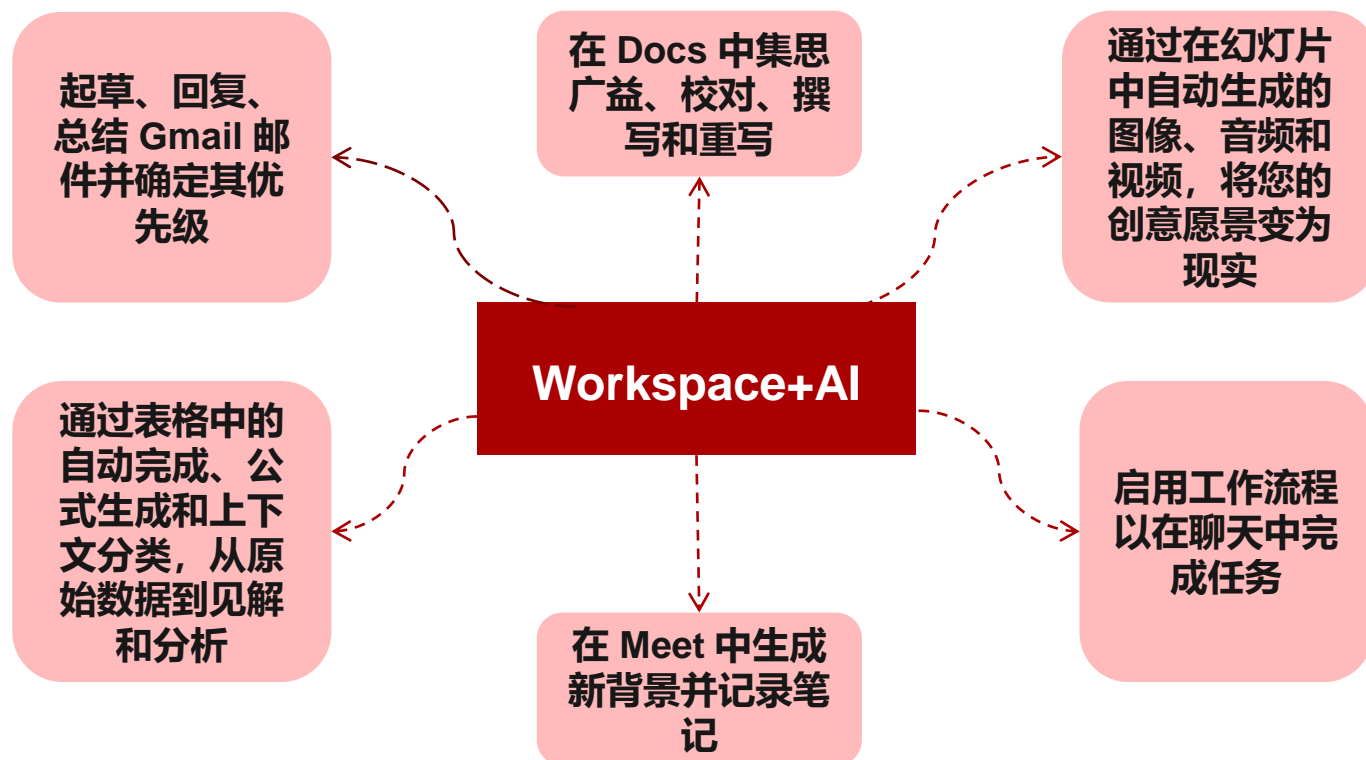 起草、回复、
总结 Gmail 邮
件并确定其优
先级
在 Docs 中集思
广益、校对、撰
写和重写
通过在幻灯片
中自动生成的
图像、音频和
视频，将您的
创意愿景变为
现实
Workspace+AI
通过表格中的
自动完成、公
式生成和上下
文分类，从原
始数据到见解
和分析
在 Meet 中生成
新背景并记录笔
记
启用工作流程
以在聊天中完
成任务